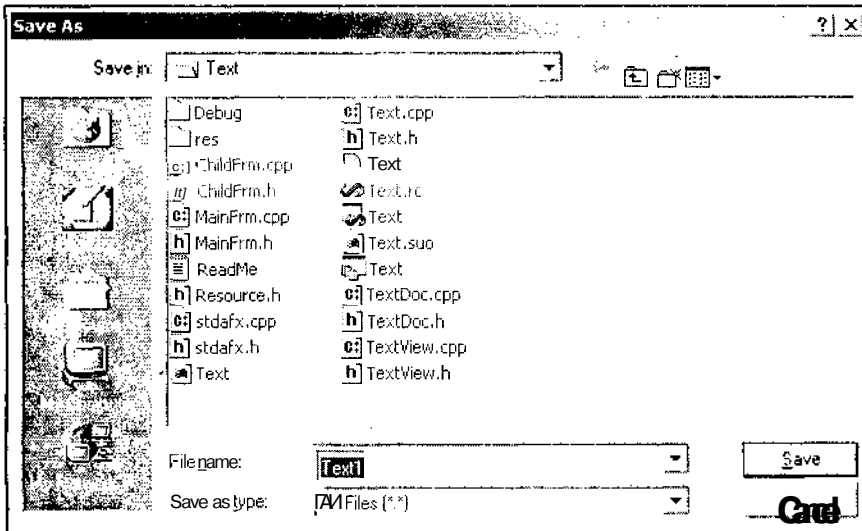 Save As
Save in: Text
Debug
res
ChildFrm.cpp
ChildFrm.h
MainFrm.cpp
MainFrm.h
ReadMe
Resource.h
stdafx.cpp
stdafx.h
Text
Text.cpp
Text.h
Text
Text.rc
Text
Text.suo
Text
TextDoc.cpp
TextDoc.h
TextView.cpp
TextView.h
File name: Text1 Save
Save as type: Files (*.*) Cancel